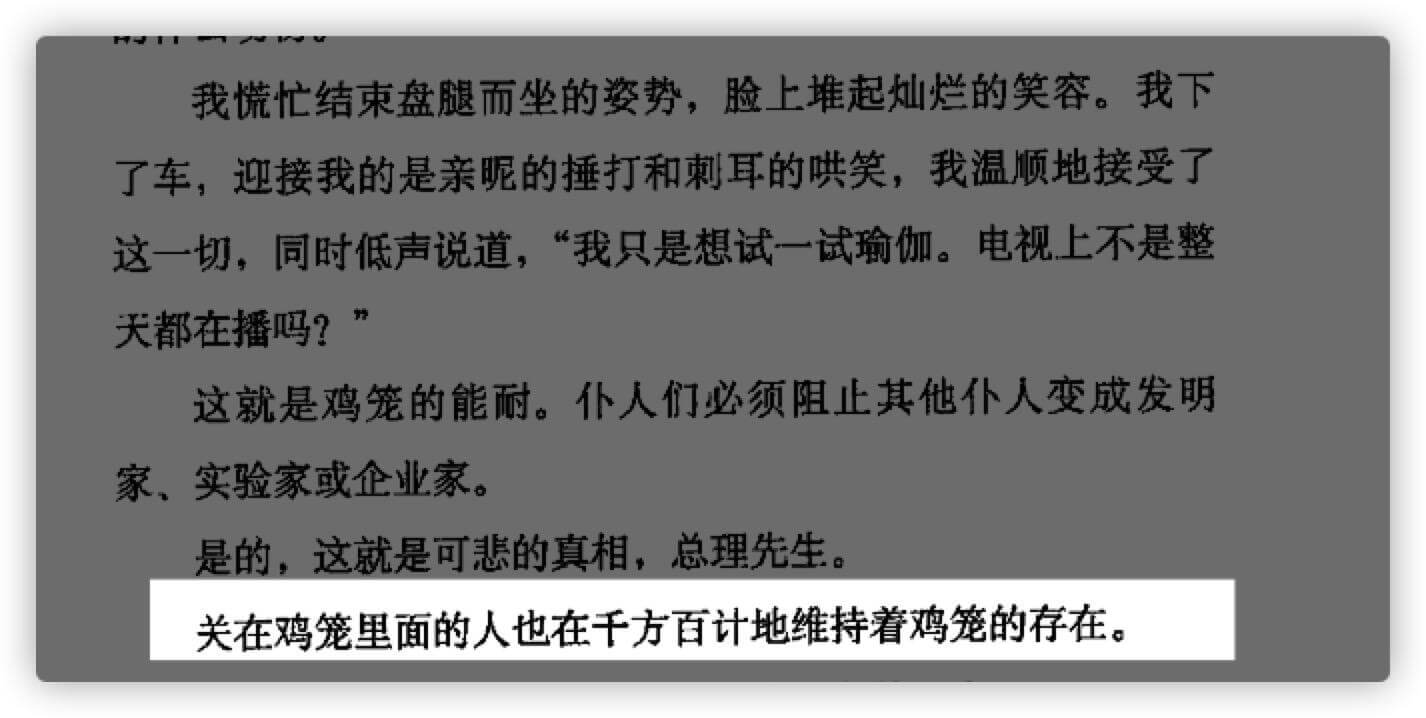 我慌忙结束盘腿而坐的姿势，脸上堆起灿烂的笑容。我下
了车，迎接我的是亲昵的捶打和刺耳的哄笑，我温顺地接受了
这一切，同时低声说道，“我只是想试一试瑜伽。电视上不是整
天都在播吗？”
这就是鸡笼的能耐。仆人们必须阻止其他仆人变成发明
家、实验家或企业家。
是的，这就是可悲的真相，总理先生。
关在鸡笼里面的人也在千方百计地维持着鸡笼的存在。